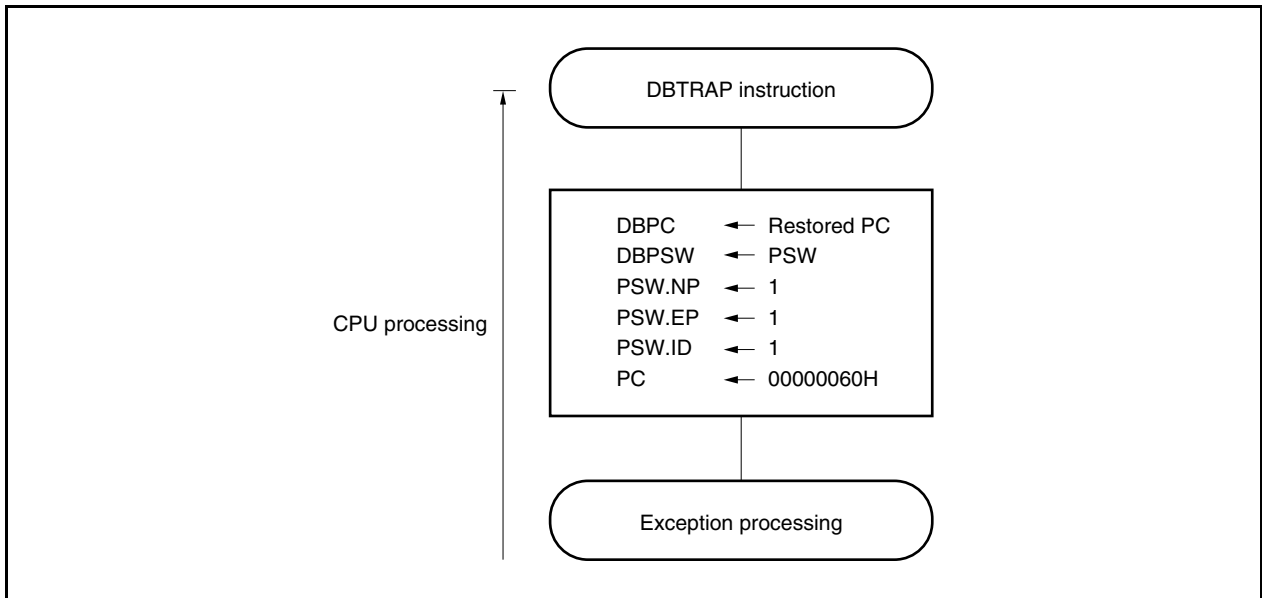 DBTRAP instruction
CPU processing
DBPC ← Restored PC
DBPSW ← PSW
PSW.NP ← 1
PSW.EP ← 1
PSW.ID ← 1
PC ← 00000060H
Exception processing